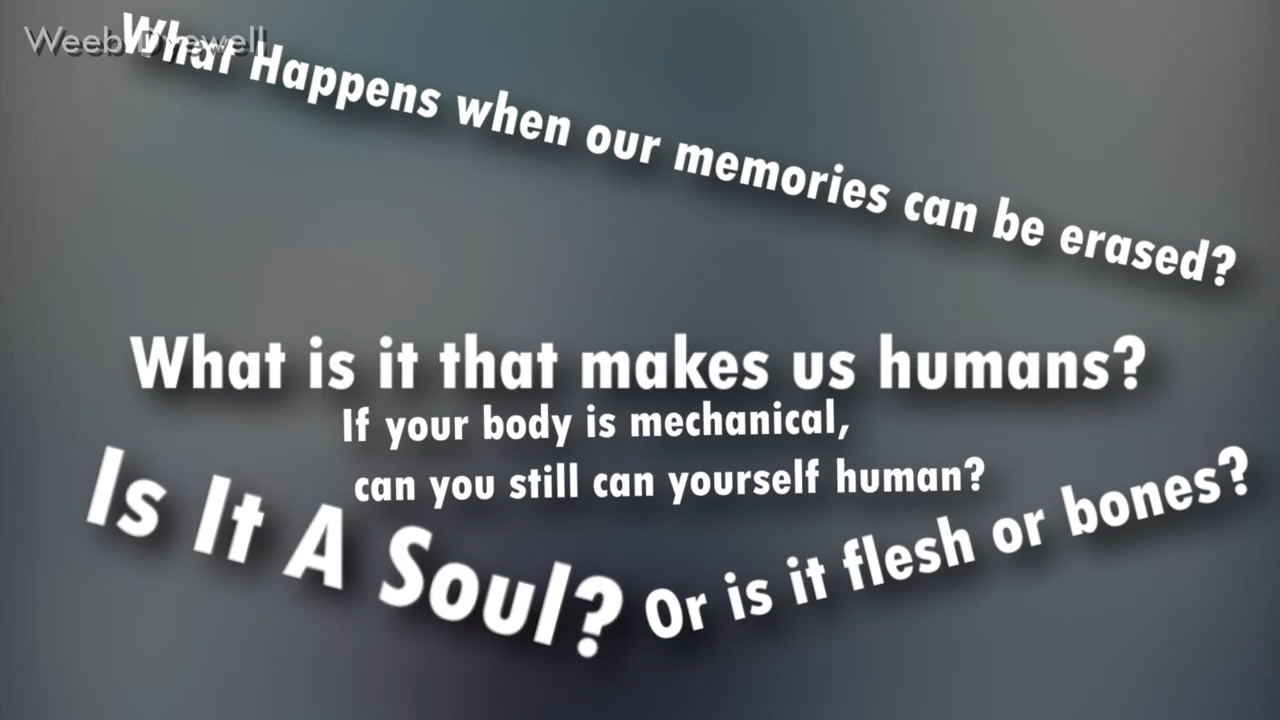 Weeb Drewell
What Happens when our memories can be erased?
What is it that makes us humans?
If your body is mechanical,
can you still can yourself human?
Is It A Soul?
Or is it flesh or bones?